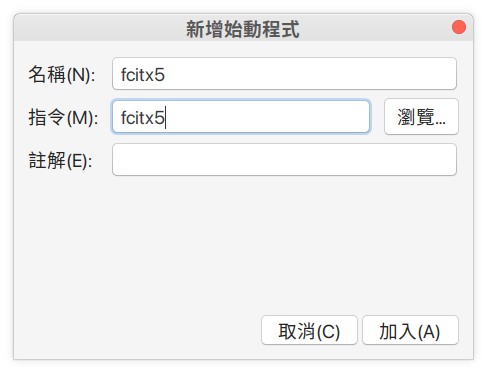 新增始動程式
名稱(N): fcitx5
指令(M): fcitx5 瀏覽...
註解(E):
取消(C) 加入(A)